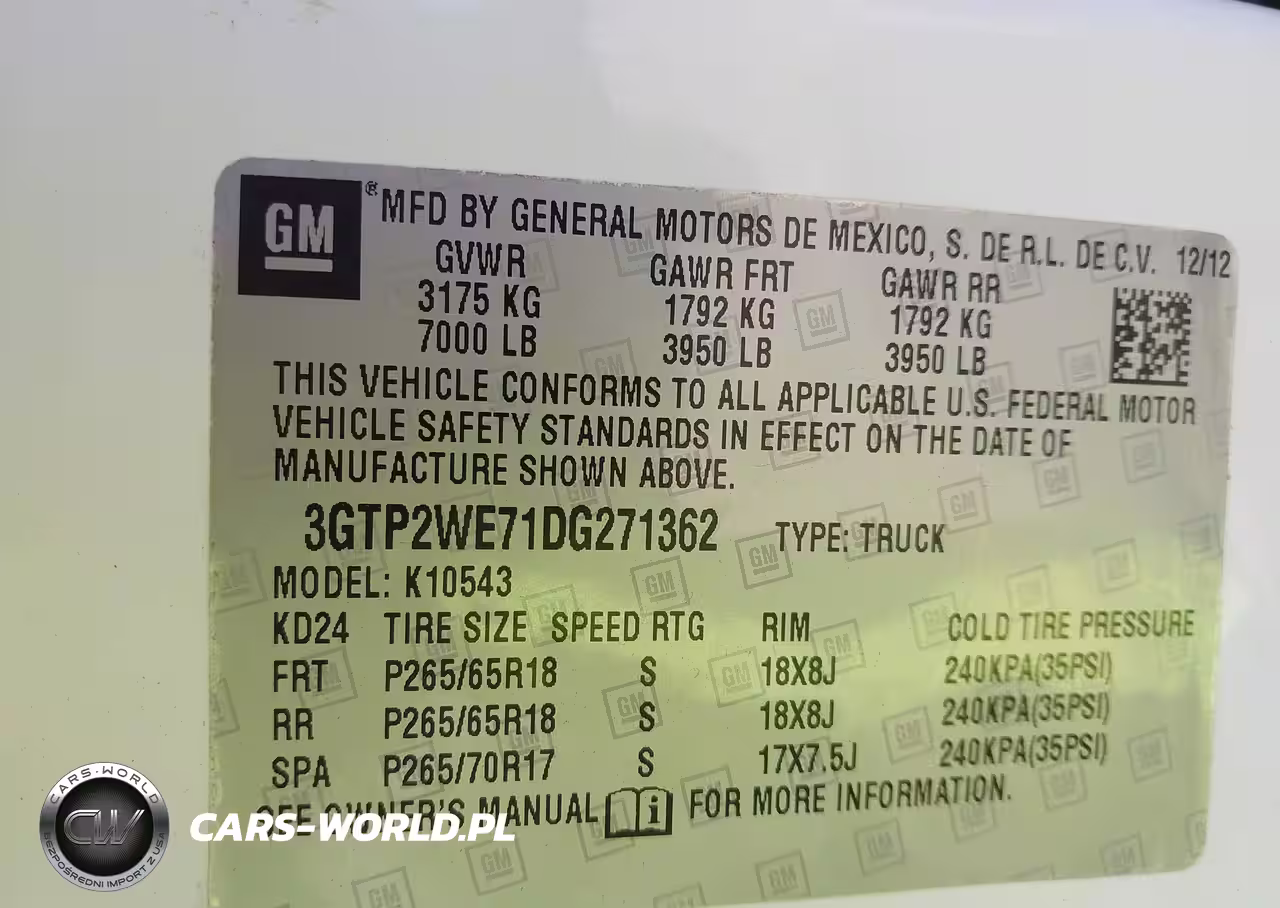 GM ® MFD BY GENERAL MOTORS DE MEXICO, S. DE R.L. DE C.V. 12/12
GVWR GAWR FRT GAWR RR
3175 KG 1792 KG 1792 KG
7000 LB 3950 LB 3950 LB
THIS VEHICLE CONFORMS TO ALL APPLICABLE U.S. FEDERAL MOTOR
VEHICLE SAFETY STANDARDS IN EFFECT ON THE DATE OF
MANUFACTURE SHOWN ABOVE.
3GTP2WE71DG271362 TYPE: TRUCK
MODEL: K10543
KD24 TIRE SIZE SPEED RTG RIM COLD TIRE PRESSURE
FRT P265/65R18 S 18X8J 240KPA(35PSI)
RR P265/65R18 S 18X8J 240KPA(35PSI)
SPA P265/70R17 S 17X7.5J 240KPA(35PSI)
SEE OWNER'S MANUAL i FOR MORE INFORMATION.
CARS-WORLD
CW
BEZPOŚREDNI IMPORT Z USA
CARS-WORLD.PL